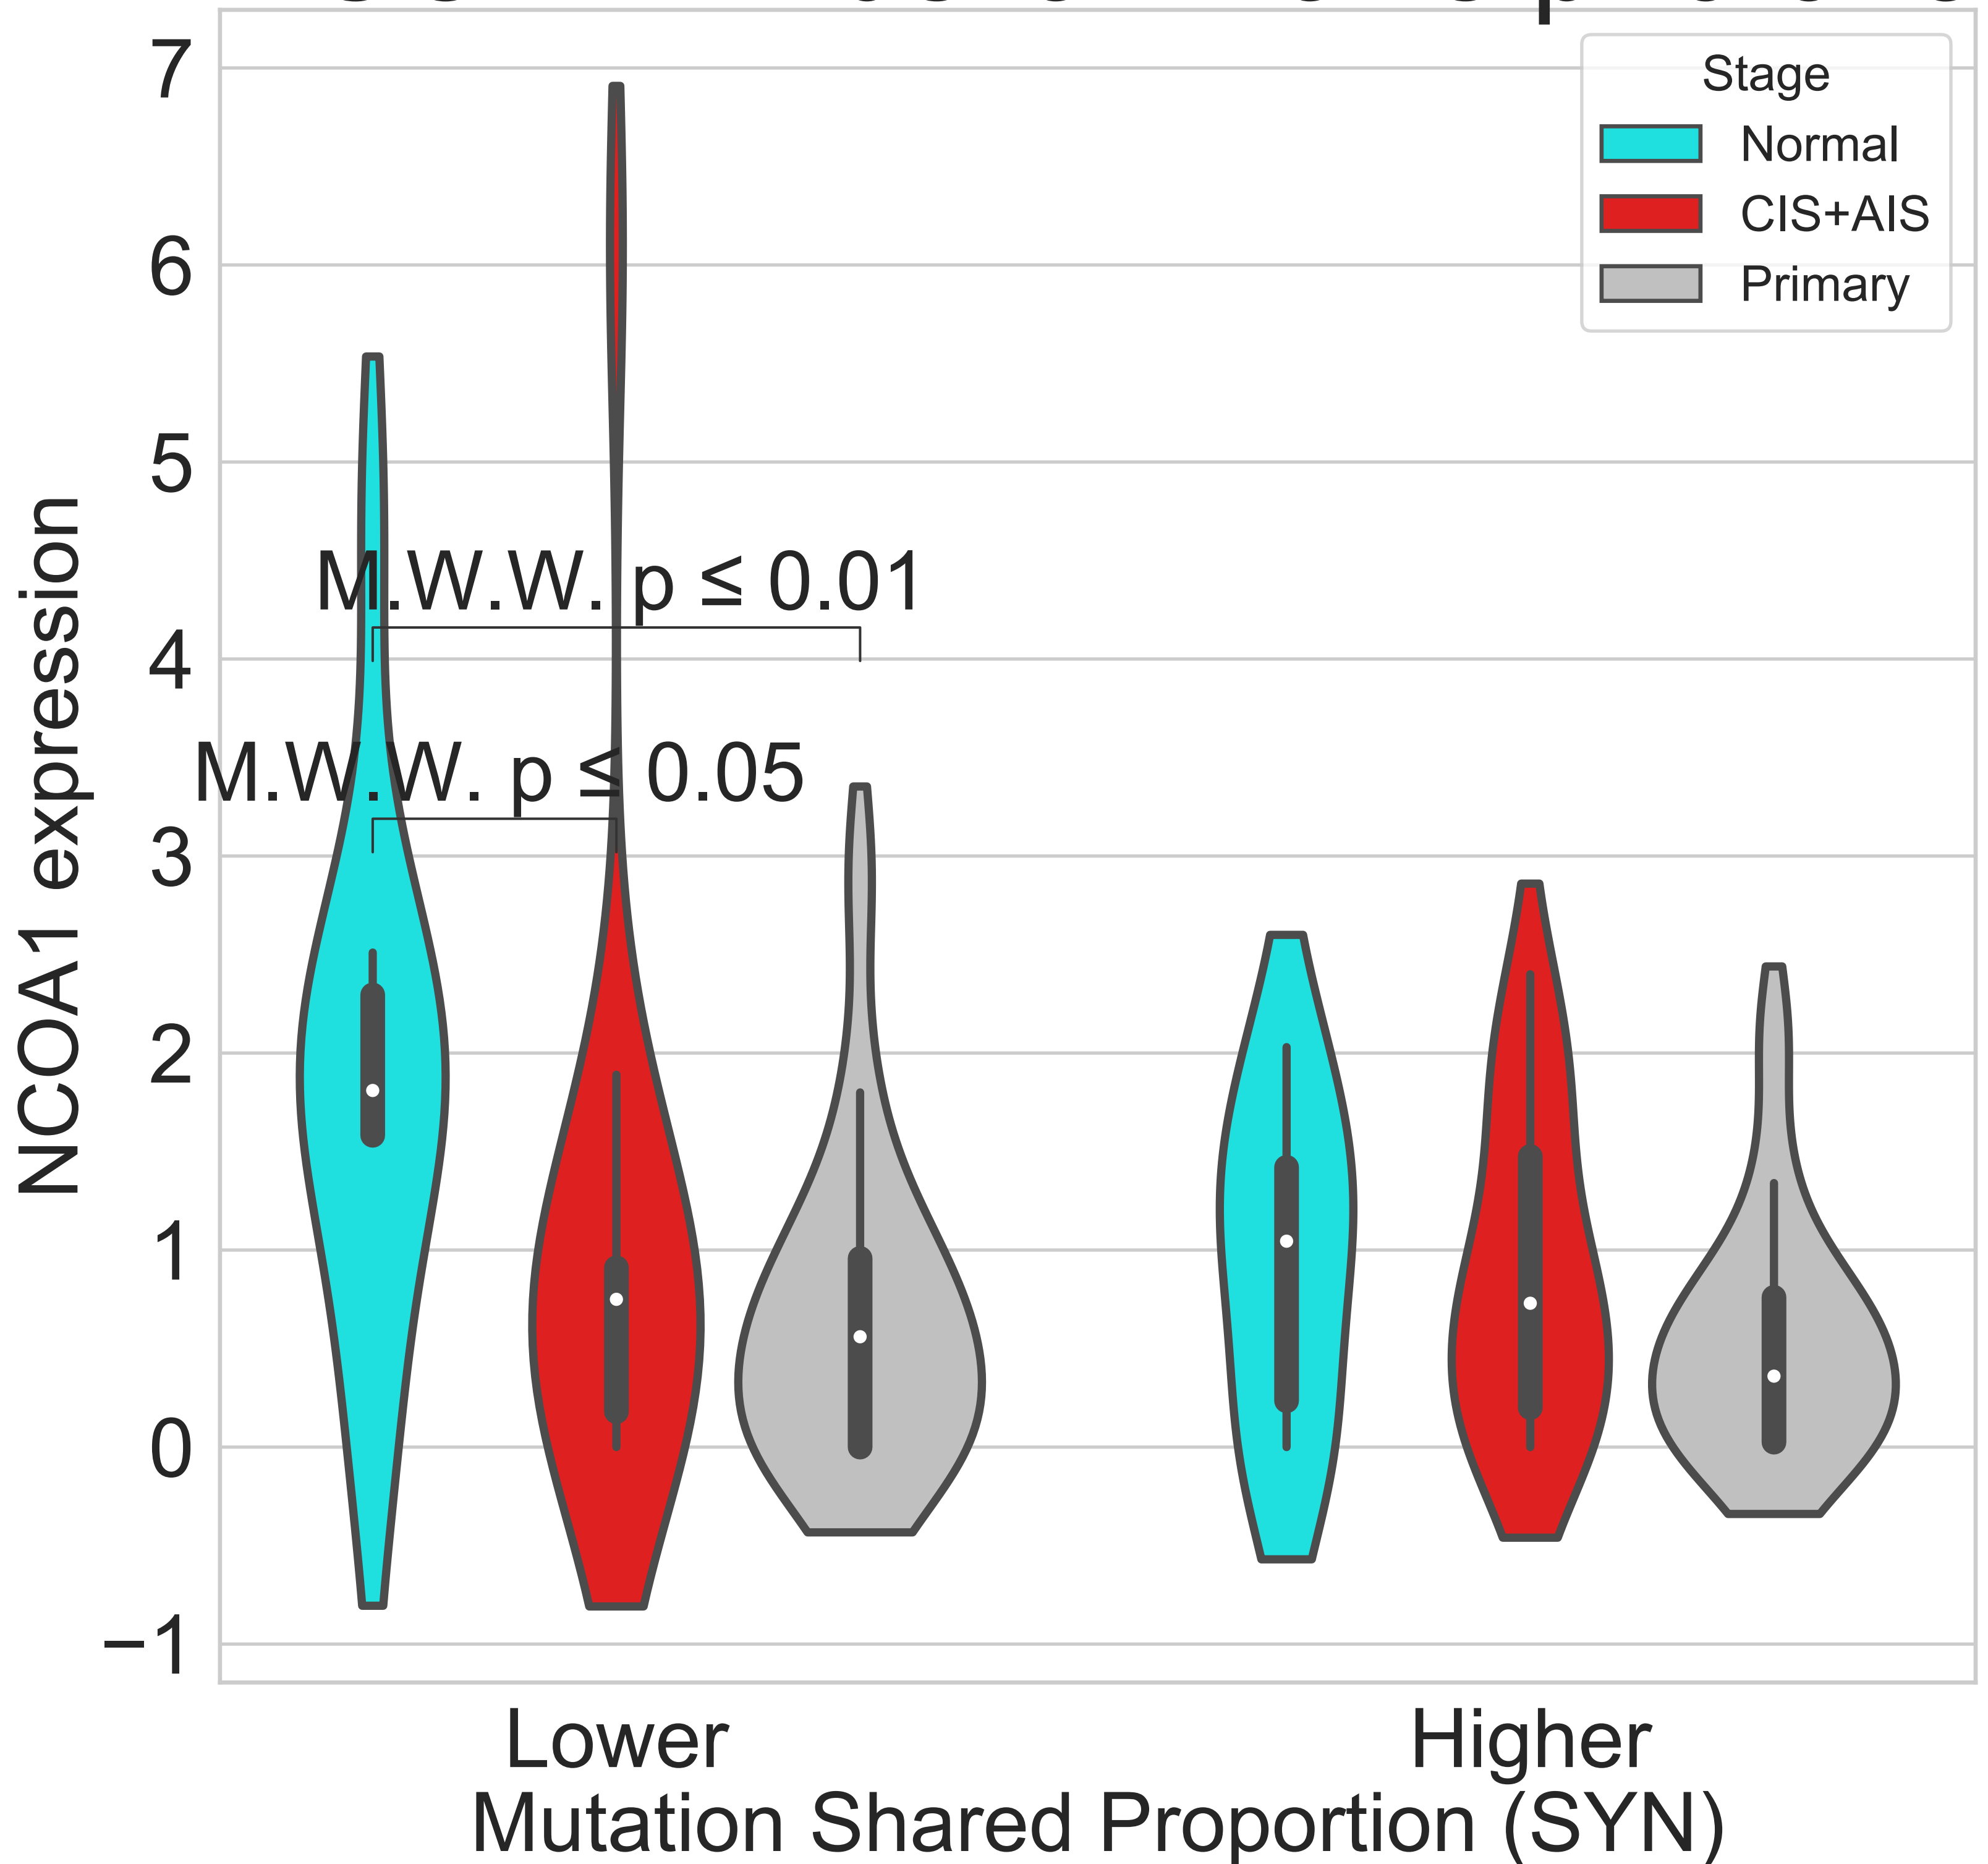 Stage
Normal
CIS+AIS
Primary
7
6
5
4
3
2
1
0
−1
NCOA1 expression
M.W.W. p ≤ 0.01
M.W.W. p ≤ 0.05
Lower
Higher
Mutation Shared Proportion (SYN)